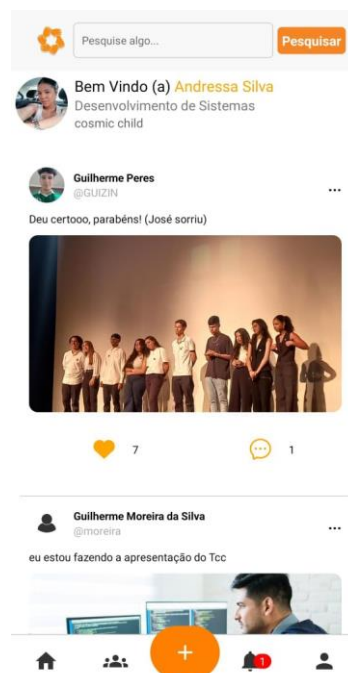 Pesquise algo...
Pesquisar
Bem Vindo (a) Andressa Silva
Desenvolvimento de Sistemas
cosmic child
Guilherme Peres
@GUIZIN
Deu certooo, parabéns! (José sorriu)
7
1
Guilherme Moreira da Silva
@moreira
eu estou fazendo a apresentação do Tcc
1